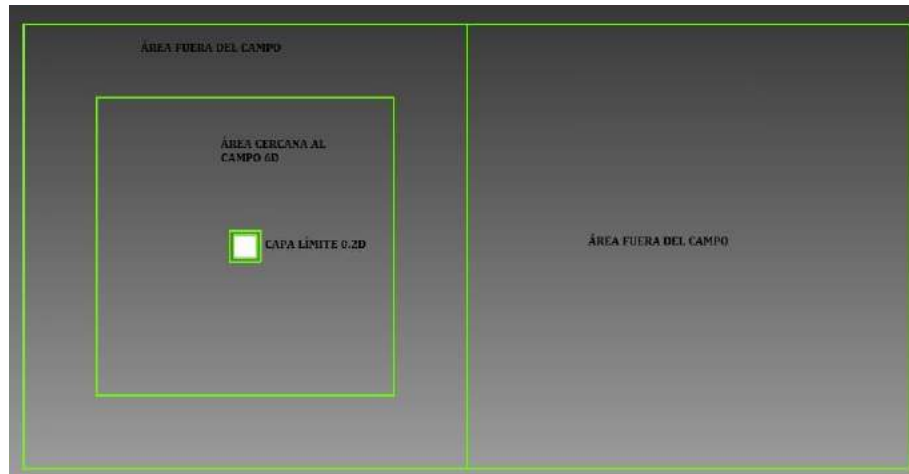 ÁREA FUERA DEL CAMPO
ÁREA CERCANA AL
CAMPO 6D
CAPA LÍMITE 0.2D
ÁREA FUERA DEL CAMPO